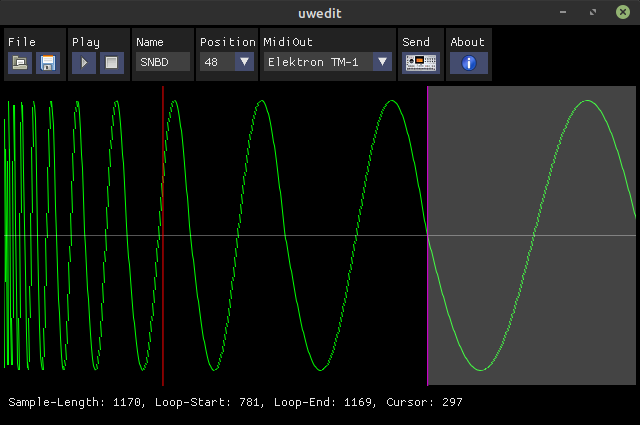 uwedit
File Play Name Position MidiOut Send About
SNBD 48 Elektron TM-1
Sample-Length: 1170, Loop-Start: 781, Loop-End: 1169, Cursor: 297